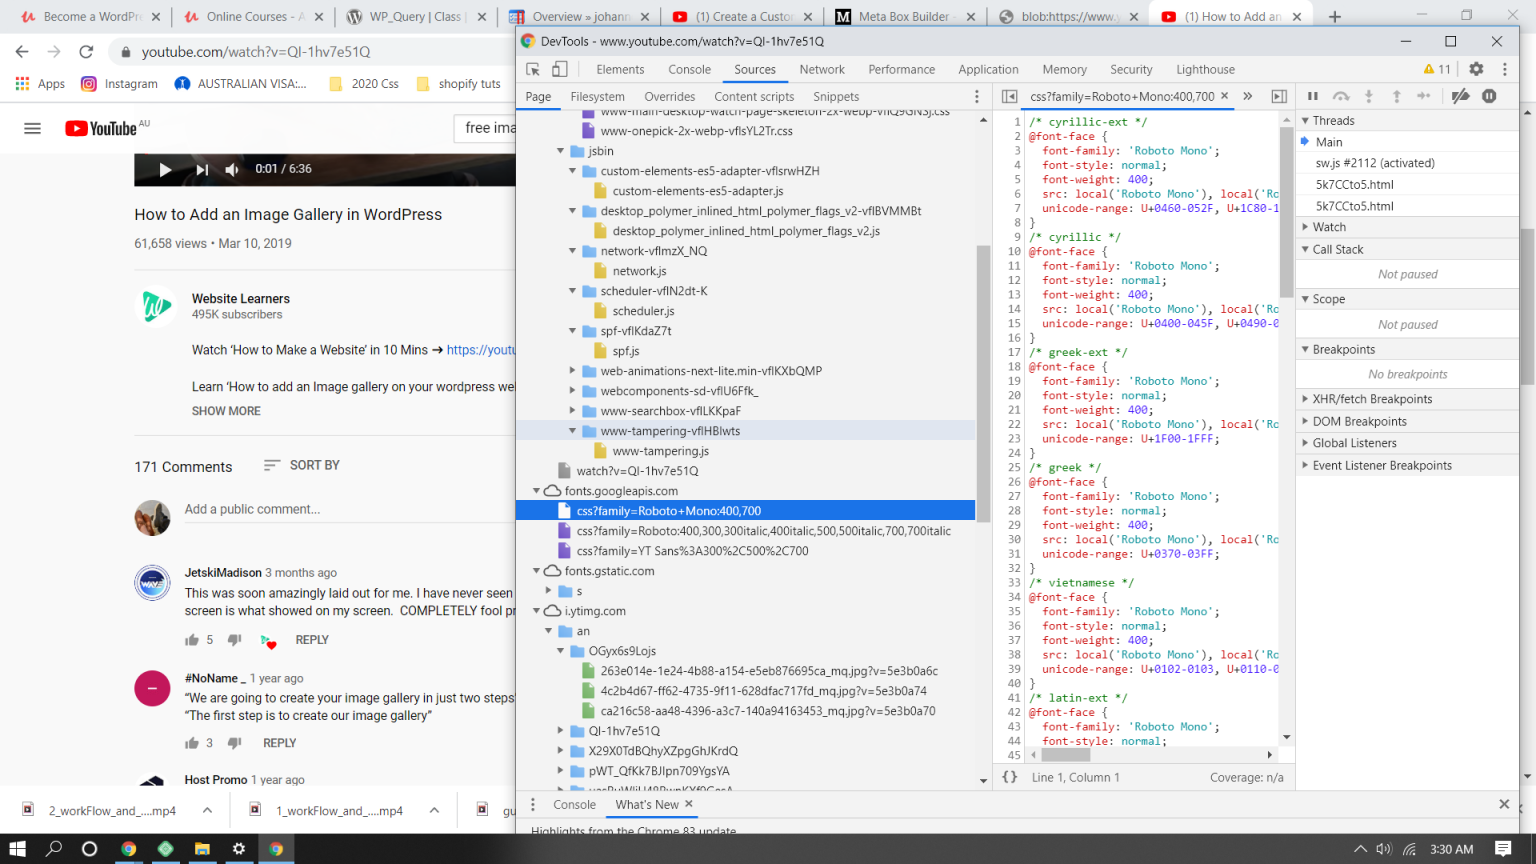 Become a WordPre
Online Courses - A
WP_Query | Class
Overview » johann
(1) Create a Custo
Meta Box Builder -
blob:https://www.y
(1) How to Add an
youtube.com/watch?v=QI-1hv7e51Q
Apps
Instagram
AUSTRALIAN VISA:...
2020 Css
shopify tuts
YouTube AU
free ima
0:01 / 6:36
How to Add an Image Gallery in WordPress
61,658 views • Mar 10, 2019
Website Learners
495K subscribers
Watch ‘How to Make a Website’ in 10 Mins ➜ https://youtu
Learn ‘How to add an Image gallery on your wordpress we
SHOW MORE
171 Comments
SORT BY
Add a public comment...
JetskiMadison 3 months ago
This was soon amazingly laid out for me. I have never seen
screen is what showed on my screen. COMPLETELY fool pr
5
REPLY
#NoName _ 1 year ago
“We are going to create your image gallery in just two steps
“The first step is to create our image gallery”
3
REPLY
Host Promo 1 year ago
2_workFlow_and_....mp4
1_workFlow_and_....mp4
gu
DevTools - www.youtube.com/watch?v=QI-1hv7e51Q
Elements
Console
Sources
Network
Performance
Application
Memory
Security
Lighthouse
11
Page
Filesystem
Overrides
Content scripts
Snippets
www-onepick-2x-webp-vflsYL2Tr.css
jsbin
custom-elements-es5-adapter-vflsrwHZH
custom-elements-es5-adapter.js
desktop_polymer_inlined_html_polymer_flags_v2-vflBVMMBt
desktop_polymer_inlined_html_polymer_flags_v2.js
network-vflmzX_NQ
network.js
scheduler-vflN2dt-K
scheduler.js
spf-vflKdaZ7t
spf.js
web-animations-next-lite.min-vflKXbQMP
webcomponents-sd-vflU6Ffk_
www-searchbox-vflLKKpaF
www-tampering-vflHBlwts
www-tampering.js
watch?v=QI-1hv7e51Q
fonts.googleapis.com
css?family=Roboto+Mono:400,700
css?family=Roboto:400,300,300italic,400italic,500,500italic,700,700italic
css?family=YT Sans%3A300%2C500%2C700
fonts.gstatic.com
s
i.ytimg.com
an
OGyx6s9Lojs
263e014e-1e24-4b88-a154-e5eb876695ca_mq.jpg?v=5e3b0a6c
4c2b4d67-ff62-4735-9f11-628dfac717fd_mq.jpg?v=5e3b0a74
ca216c58-aa48-4396-a3c7-140a94163453_mq.jpg?v=5e3b0a70
QI-1hv7e51Q
X29X0TdBQhyXZpgGhJKrdQ
pWT_QfKk7BJIpn709YgsYA
css?family=Roboto+Mono:400,700
1 /* cyrillic-ext */
2 @font-face {
3 font-family: 'Roboto Mono';
4 font-style: normal;
5 font-weight: 400;
6 src: local('Roboto Mono'), local('Ro
7 unicode-range: U+0460-052F, U+1C80-1
8 }
9 /* cyrillic */
10 @font-face {
11 font-family: 'Roboto Mono';
12 font-style: normal;
13 font-weight: 400;
14 src: local('Roboto Mono'), local('Ro
15 unicode-range: U+0400-045F, U+0490-0
16 }
17 /* greek-ext */
18 @font-face {
19 font-family: 'Roboto Mono';
20 font-style: normal;
21 font-weight: 400;
22 src: local('Roboto Mono'), local('Ro
23 unicode-range: U+1F00-1FFF;
24 }
25 /* greek */
26 @font-face {
27 font-family: 'Roboto Mono';
28 font-style: normal;
29 font-weight: 400;
30 src: local('Roboto Mono'), local('Ro
31 unicode-range: U+0370-03FF;
32 }
33 /* vietnamese */
34 @font-face {
35 font-family: 'Roboto Mono';
36 font-style: normal;
37 font-weight: 400;
38 src: local('Roboto Mono'), local('Ro
39 unicode-range: U+0102-0103, U+0110-0
40 }
41 /* latin-ext */
42 @font-face {
43 font-family: 'Roboto Mono';
44 font-style: normal;
45
{} Line 1, Column 1
Coverage: n/a
Threads
Main
sw.js #2112 (activated)
5k7CCto5.html
5k7CCto5.html
Watch
Call Stack
Not paused
Scope
Not paused
Breakpoints
No breakpoints
XHR/fetch Breakpoints
DOM Breakpoints
Global Listeners
Event Listener Breakpoints
Console
What's New
Highlights from the Chrome 83 update
3:30 AM